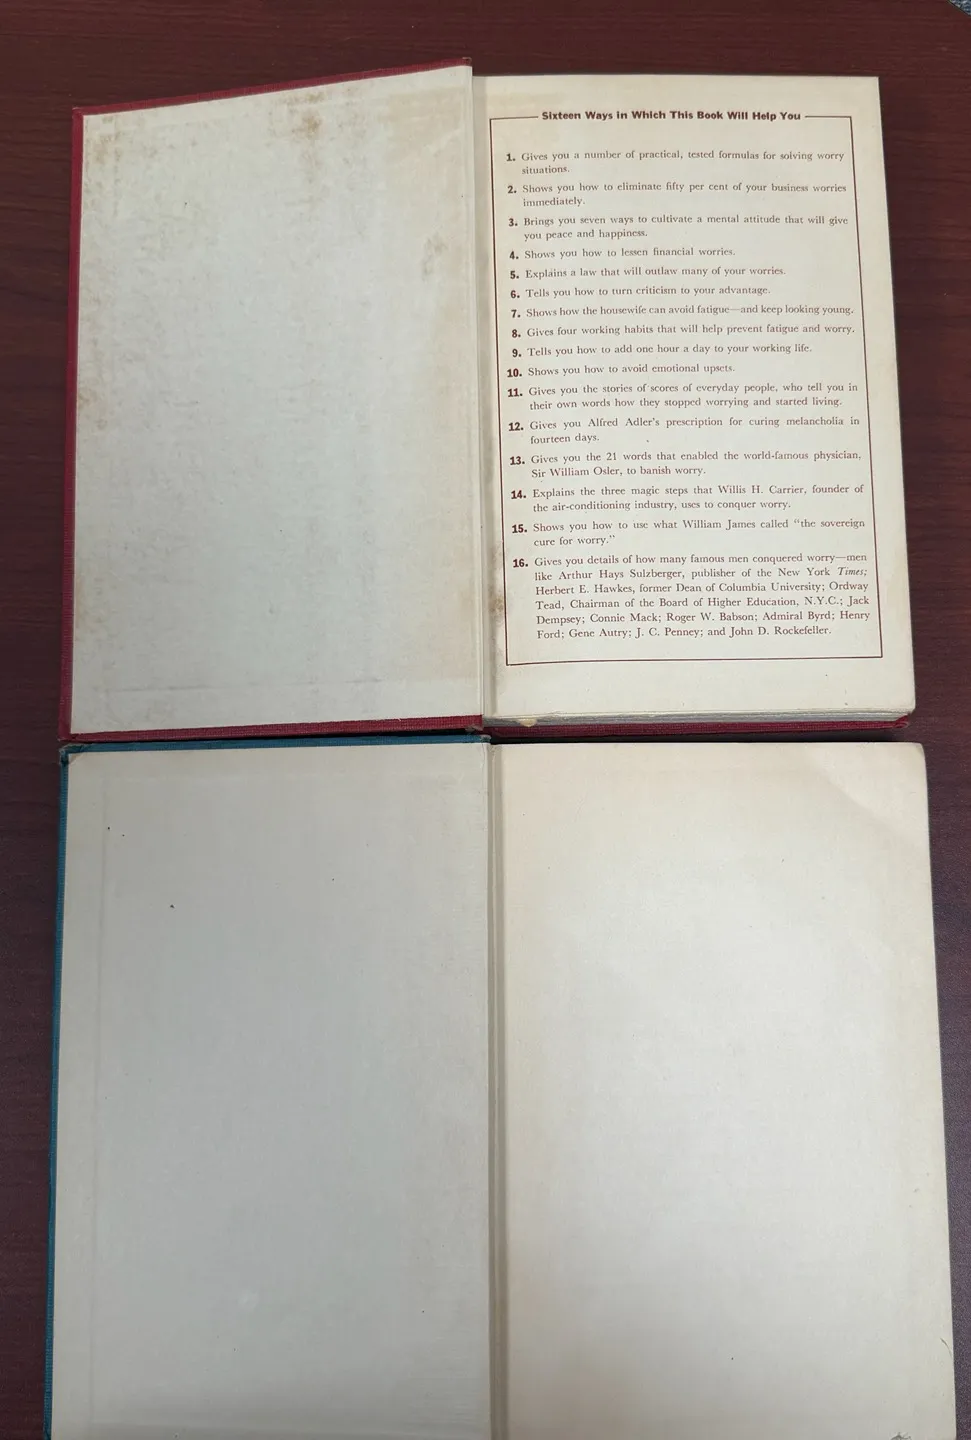 Sixteen Ways in Which This Book Will Help You
1. Gives you a number of practical, tested formulas for solving worry
situations.
2. Shows you how to eliminate fifty per cent of your business worries
immediately.
3. Brings you seven ways to cultivate a mental attitude that will give
you peace and happiness.
4. Shows you how to lessen financial worries.
5. Explains a law that will outlaw many of your worries.
6. Tells you how to turn criticism to your advantage.
7. Shows how the housewife can avoid fatigue—and keep looking young.
8. Gives four working habits that will help prevent fatigue and worry.
9. Tells you how to add one hour a day to your working life.
10. Shows you how to avoid emotional upsets.
11. Gives you the stories of scores of everyday people, who tell you in
their own words how they stopped worrying and started living.
12. Gives you Alfred Adler's prescription for curing melancholia in
fourteen days.
13. Gives you the 21 words that enabled the world-famous physician,
Sir William Osler, to banish worry.
14. Explains the three magic steps that Willis H. Carrier, founder of
the air-conditioning industry, uses to conquer worry.
15. Shows you how to use what William James called "the sovereign
cure for worry."
16. Gives you details of how many famous men conquered worry—men
like Arthur Hays Sulzberger, publisher of the New York Times;
Herbert E. Hawkes, former Dean of Columbia University; Ordway
Tead, Chairman of the Board of Higher Education, N.Y.C.; Jack
Dempsey; Connie Mack; Roger W. Babson; Admiral Byrd; Henry
Ford; Gene Autry; J. C. Penney; and John D. Rockefeller.